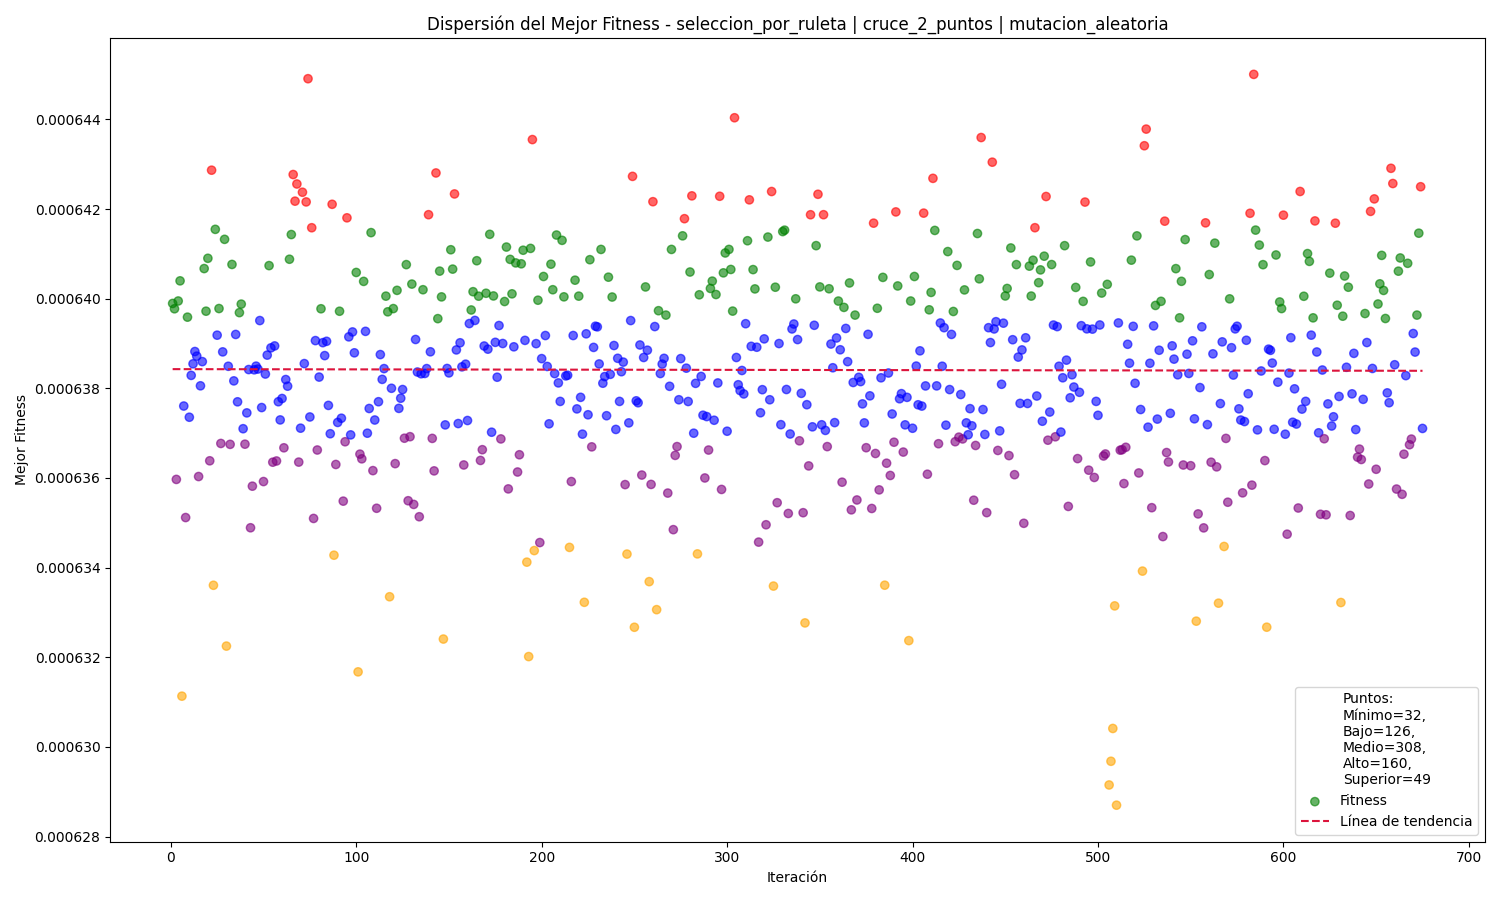 Dispersión del Mejor Fitness - seleccion_por_ruleta | cruce_2_puntos | mutacion_aleatoria
Mejor Fitness
0.000644
0.000642
0.000640
0.000638
0.000636
0.000634
0.000632
0.000630
0.000628
0
100
200
300
400
500
600
700
Iteración
Puntos:
Mínimo=32,
Bajo=126,
Medio=308,
Alto=160,
Superior=49
Fitness
Línea de tendencia